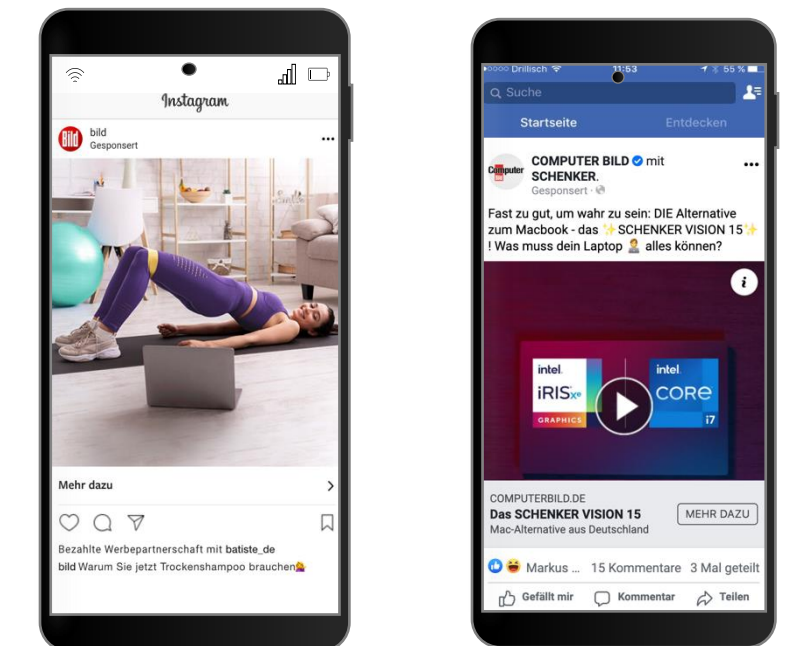 Instagram
Bild
bild
Gesponsert
Mehr dazu
Bezahlte Werbepartnerschaft mit batiste_de
bild Warum Sie jetzt Trockenshampoo brauchen
Drillisch
11:53
55 %
Suche
Startseite
Entdecken
Computer
Bild
COMPUTER BILD mit
SCHENKER.
Gesponsert ·
Fast zu gut, um wahr zu sein: DIE Alternative
zum Macbook - das ✨SCHENKER VISION 15✨
! Was muss dein Laptop alles können?
i
intel.
iRISxe
GRAPHICS
intel.
CORE
i7
COMPUTERBILD.DE
Das SCHENKER VISION 15
Mac-Alternative aus Deutschland
MEHR DAZU
Markus ... 15 Kommentare 3 Mal geteilt
Gefällt mir Kommentar Teilen